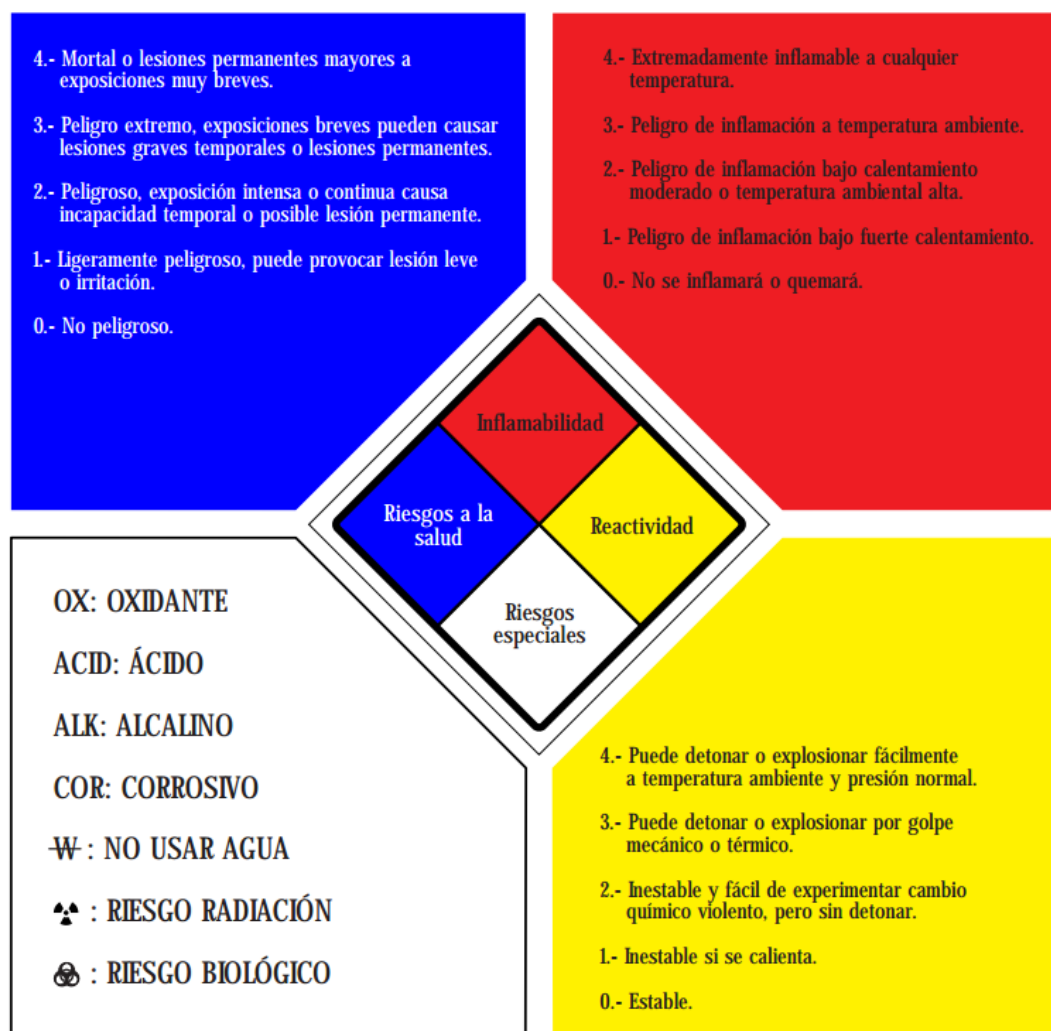 4.- Mortal o lesiones permanentes mayores a
exposiciones muy breves.
3.- Peligro extremo, exposiciones breves pueden causar
lesiones graves temporales o lesiones permanentes.
2.- Peligroso, exposición intensa o continua causa
incapacidad temporal o posible lesión permanente.
1.- Ligeramente peligroso, puede provocar lesión leve
o irritación.
0.- No peligroso.
4.- Extremadamente inflamable a cualquier
temperatura.
3.- Peligro de inflamación a temperatura ambiente.
2.- Peligro de inflamación bajo calentamiento
moderado o temperatura ambiental alta.
1.- Peligro de inflamación bajo fuerte calentamiento.
0.- No se inflamará o quemará.
Inflamabilidad
Riesgos a la
salud
Reactividad
Riesgos
especiales
OX: OXIDANTE
ACID: ÁCIDO
ALK: ALCALINO
COR: CORROSIVO
W : NO USAR AGUA
☢ : RIESGO RADIACIÓN
☣ : RIESGO BIOLÓGICO
4.- Puede detonar o explosionar fácilmente
a temperatura ambiente y presión normal.
3.- Puede detonar o explosionar por golpe
mecánico o térmico.
2.- Inestable y fácil de experimentar cambio
químico violento, pero sin detonar.
1.- Inestable si se calienta.
0.- Estable.